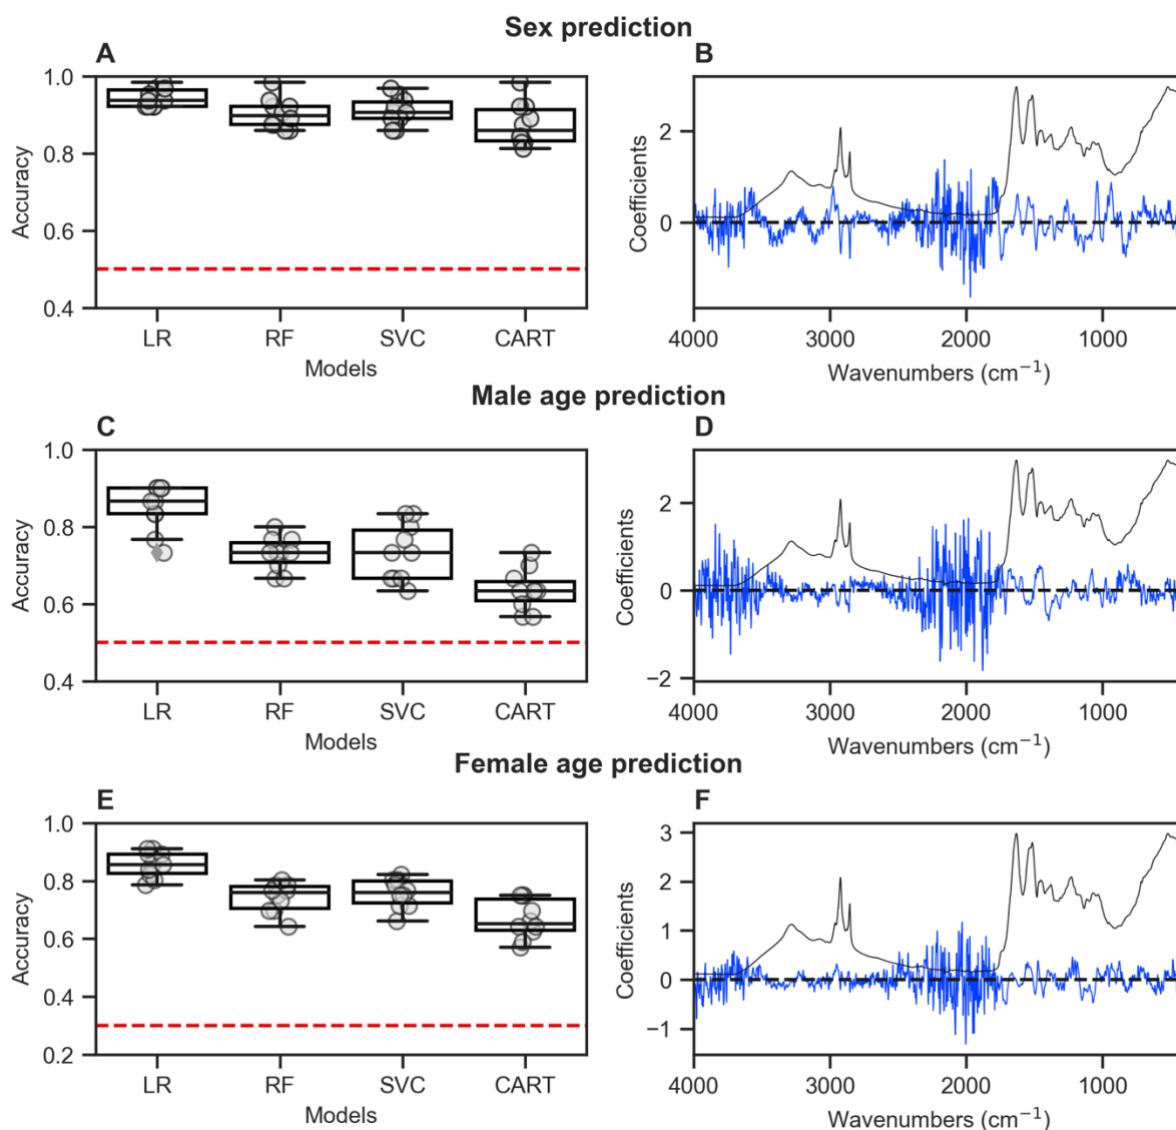 Sex prediction
A
1.0
0.8
0.6
0.4
Accuracy
LR RF SVC CART
Models
B
2
0
Coefficients
4000 3000 2000 1000
Wavenumbers (cm⁻¹)
Male age prediction
C
1.0
0.8
0.6
0.4
Accuracy
LR RF SVC CART
Models
D
2
0
−2
Coefficients
4000 3000 2000 1000
Wavenumbers (cm⁻¹)
Female age prediction
E
1.0
0.8
0.6
0.4
0.2
Accuracy
LR RF SVC CART
Models
F
3
2
1
0
−1
Coefficients
4000 3000 2000 1000
Wavenumbers (cm⁻¹)